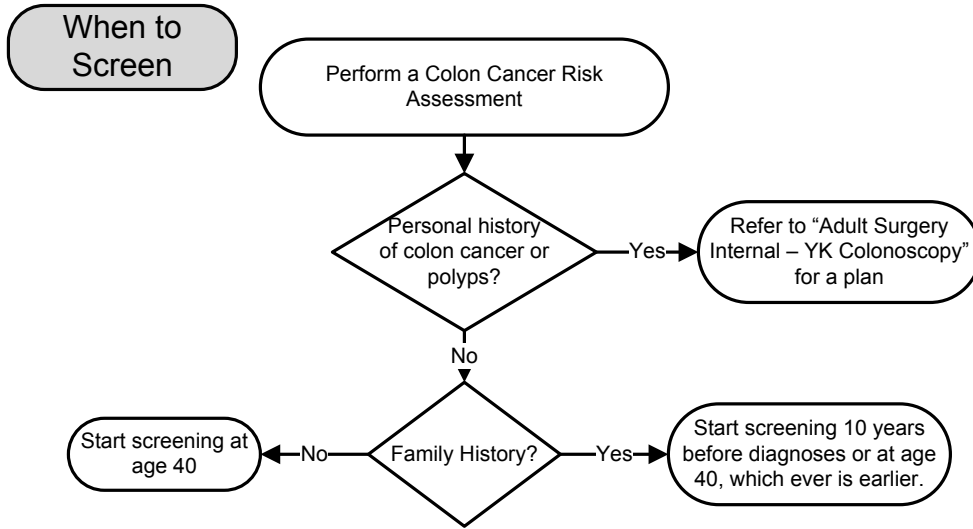 When to
Screen
Perform a Colon Cancer Risk
Assessment
Personal history
of colon cancer or
polyps?
Yes
Refer to “Adult Surgery
Internal – YK Colonoscopy”
for a plan
No
Family History?
No
Start screening at
age 40
Yes
Start screening 10 years
before diagnoses or at age
40, which ever is earlier.